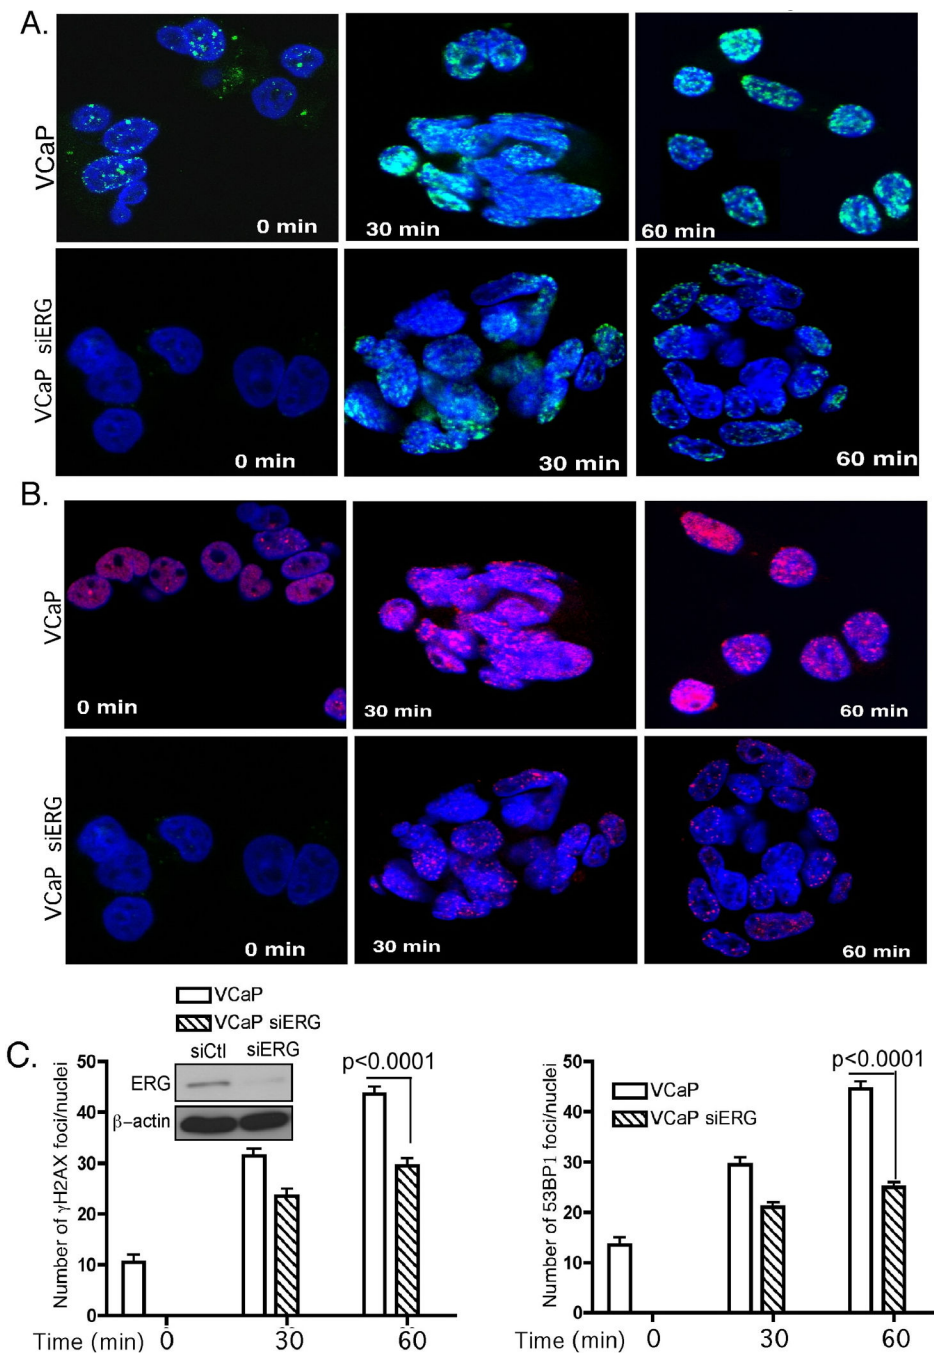 A.
VCaP
0 min
30 min
60 min
VCaP siERG
0 min
30 min
60 min
B.
VCaP
0 min
30 min
60 min
VCaP siERG
0 min
30 min
60 min
C.
VCaP
VCaP siERG
siCtl siERG
ERG
β-actin
p<0.0001
Number of γH2AX foci/nuclei
50
40
30
20
10
0
Time (min) 0 30 60
p<0.0001
VCaP
VCaP siERG
Number of 53BP1 foci/nuclei
50
40
30
20
10
0
Time (min) 0 30 60